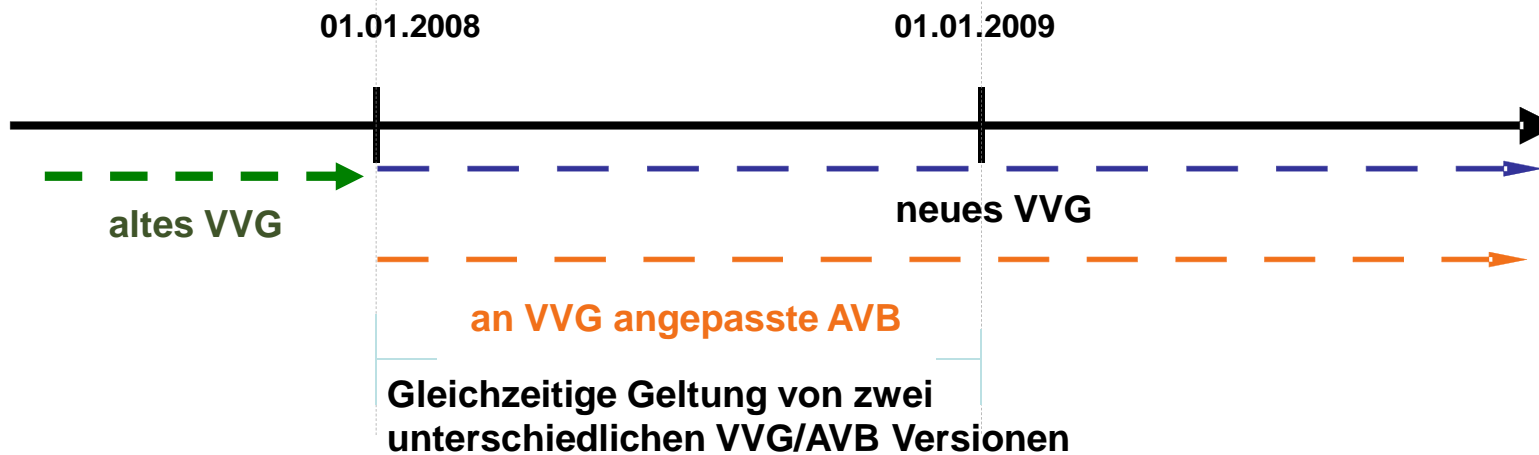 01.01.2008
01.01.2009
altes VVG
neues VVG
an VVG angepasste AVB
Gleichzeitige Geltung von zwei
unterschiedlichen VVG/AVB Versionen